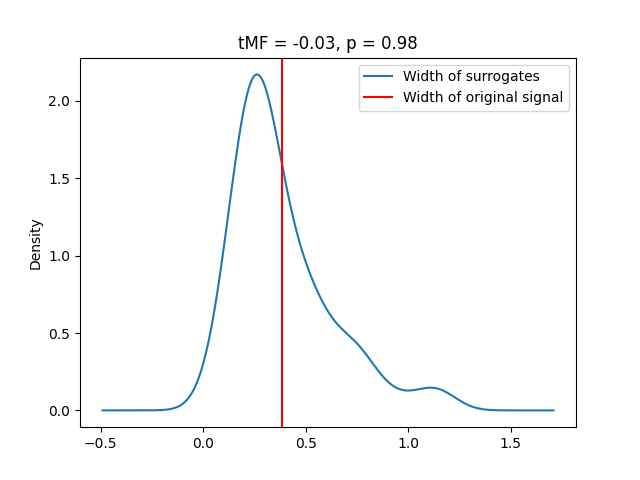 tMF = -0.03, p = 0.98
Width of surrogates
Width of original signal
Density
2.0
1.5
1.0
0.5
0.0
−0.5 0.0 0.5 1.0 1.5